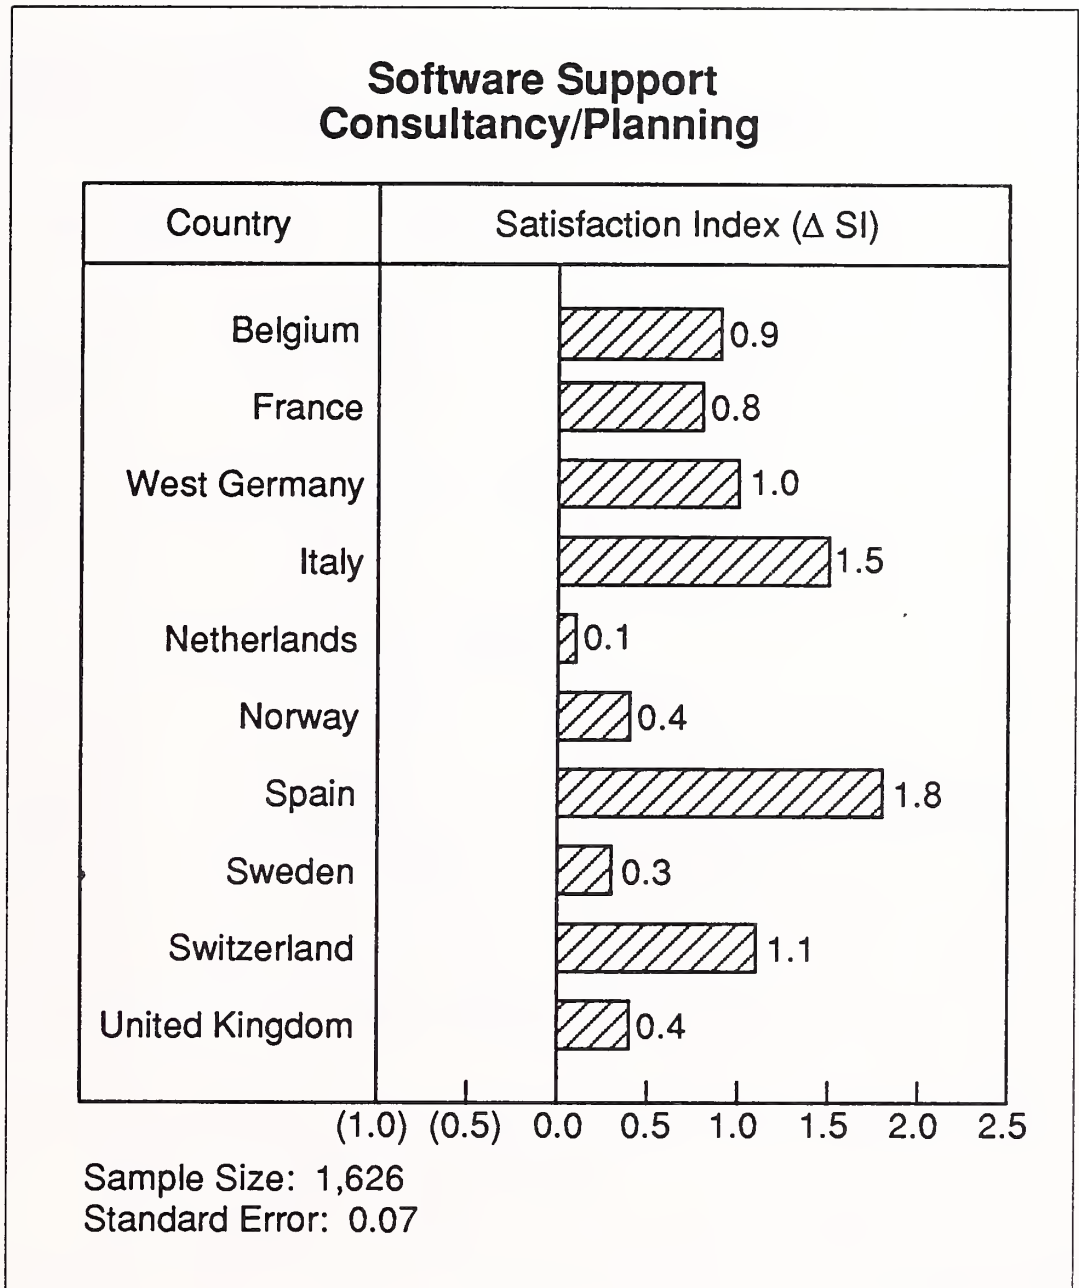 Software Support
Consultancy/Planning
Country Satisfaction Index (Δ SI)
Belgium 0.9
France 0.8
West Germany 1.0
Italy 1.5
Netherlands 0.1
Norway 0.4
Spain 1.8
Sweden 0.3
Switzerland 1.1
United Kingdom 0.4
(1.0) (0.5) 0.0 0.5 1.0 1.5 2.0 2.5
Sample Size: 1,626
Standard Error: 0.07